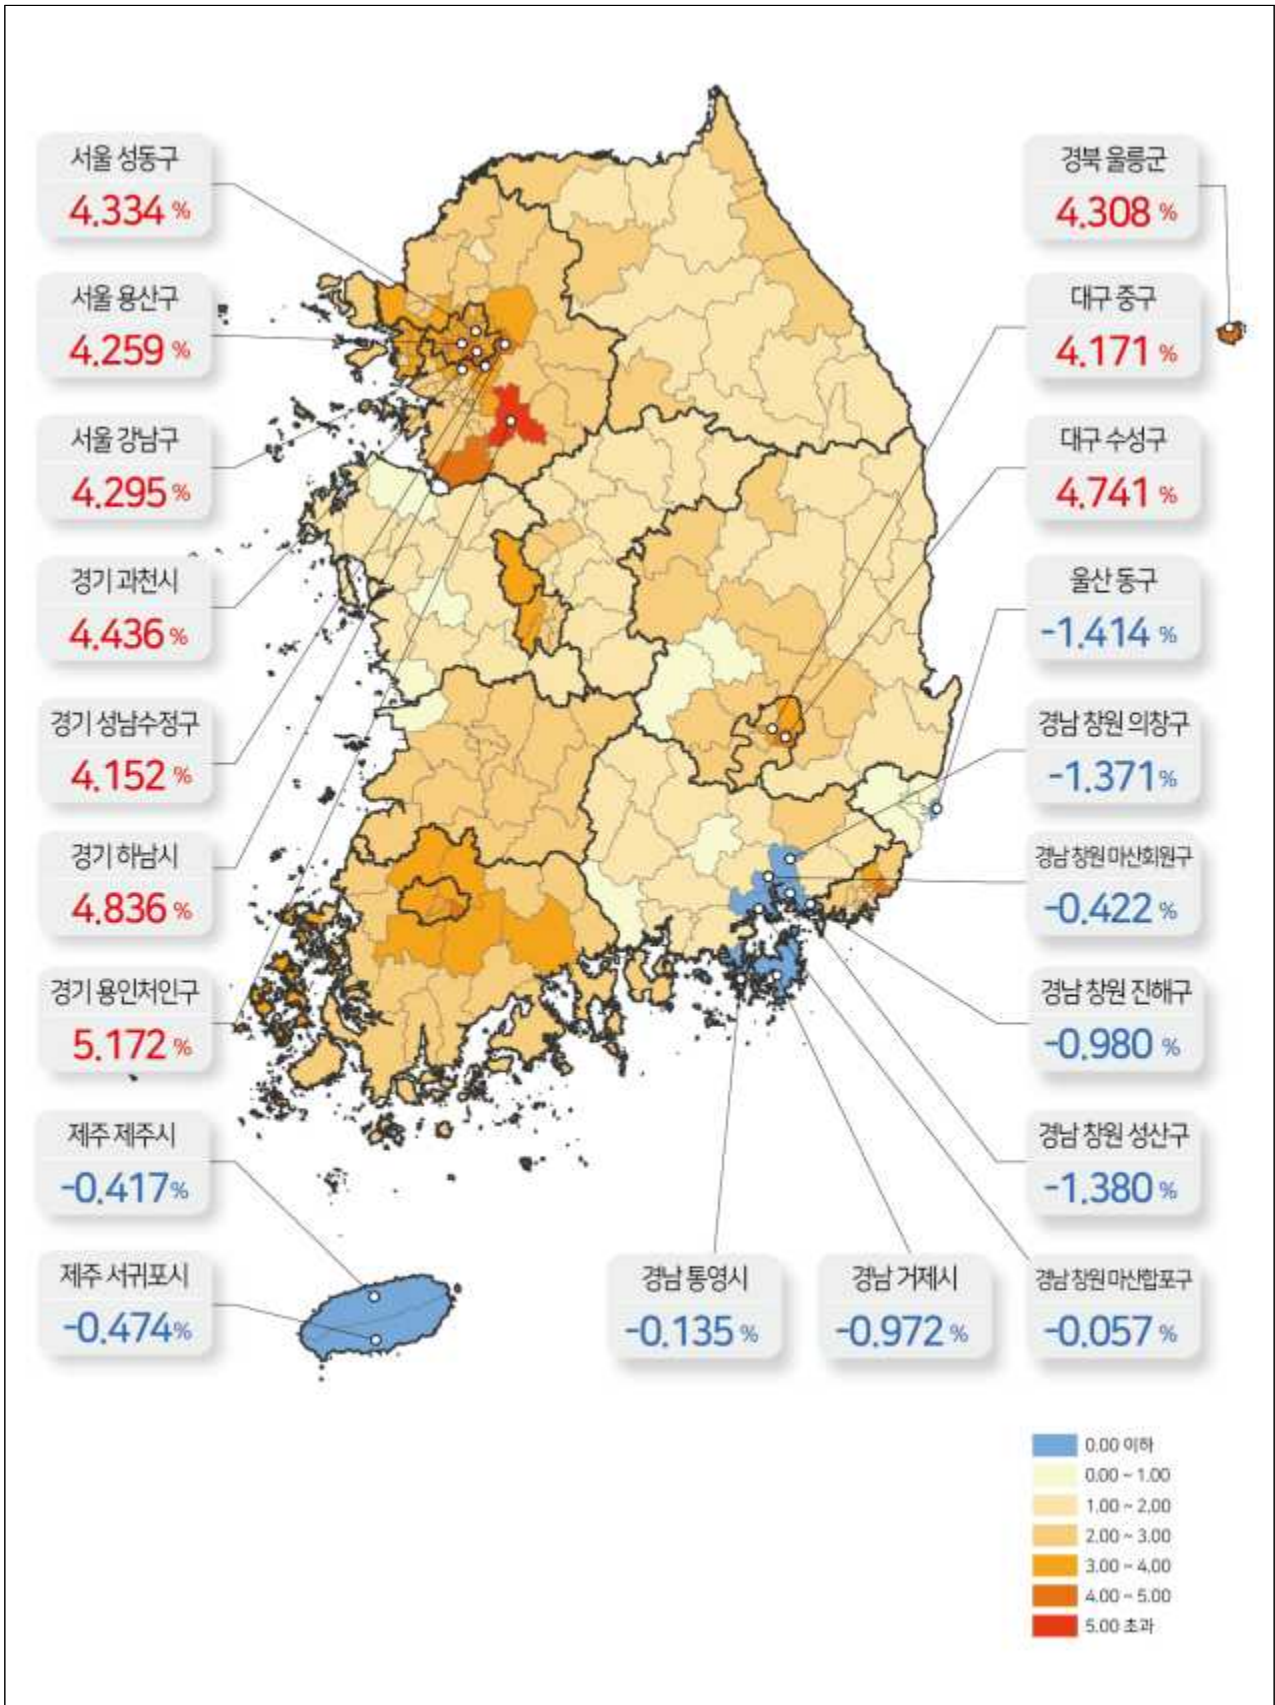 서울 성동구
4.334 %
서울 용산구
4.259 %
서울 강남구
4.295 %
경기 과천시
4.436 %
경기 성남수정구
4.152 %
경기 하남시
4.836 %
경기 용인처인구
5.172 %
제주 제주시
-0.417%
제주 서귀포시
-0.474%
경북 울릉군
4.308 %
대구 중구
4.171 %
대구 수성구
4.741 %
울산 동구
-1.414 %
경남 창원 의창구
-1.371%
경남 창원 마산회원구
-0.422 %
경남 창원 진해구
-0.980 %
경남 창원 성산구
-1.380 %
경남 통영시
-0.135 %
경남 거제시
-0.972 %
경남 창원 마산합포구
-0.057 %
0.00 이하
0.00 ~ 1.00
1.00 ~ 2.00
2.00 ~ 3.00
3.00 ~ 4.00
4.00 ~ 5.00
5.00 초과